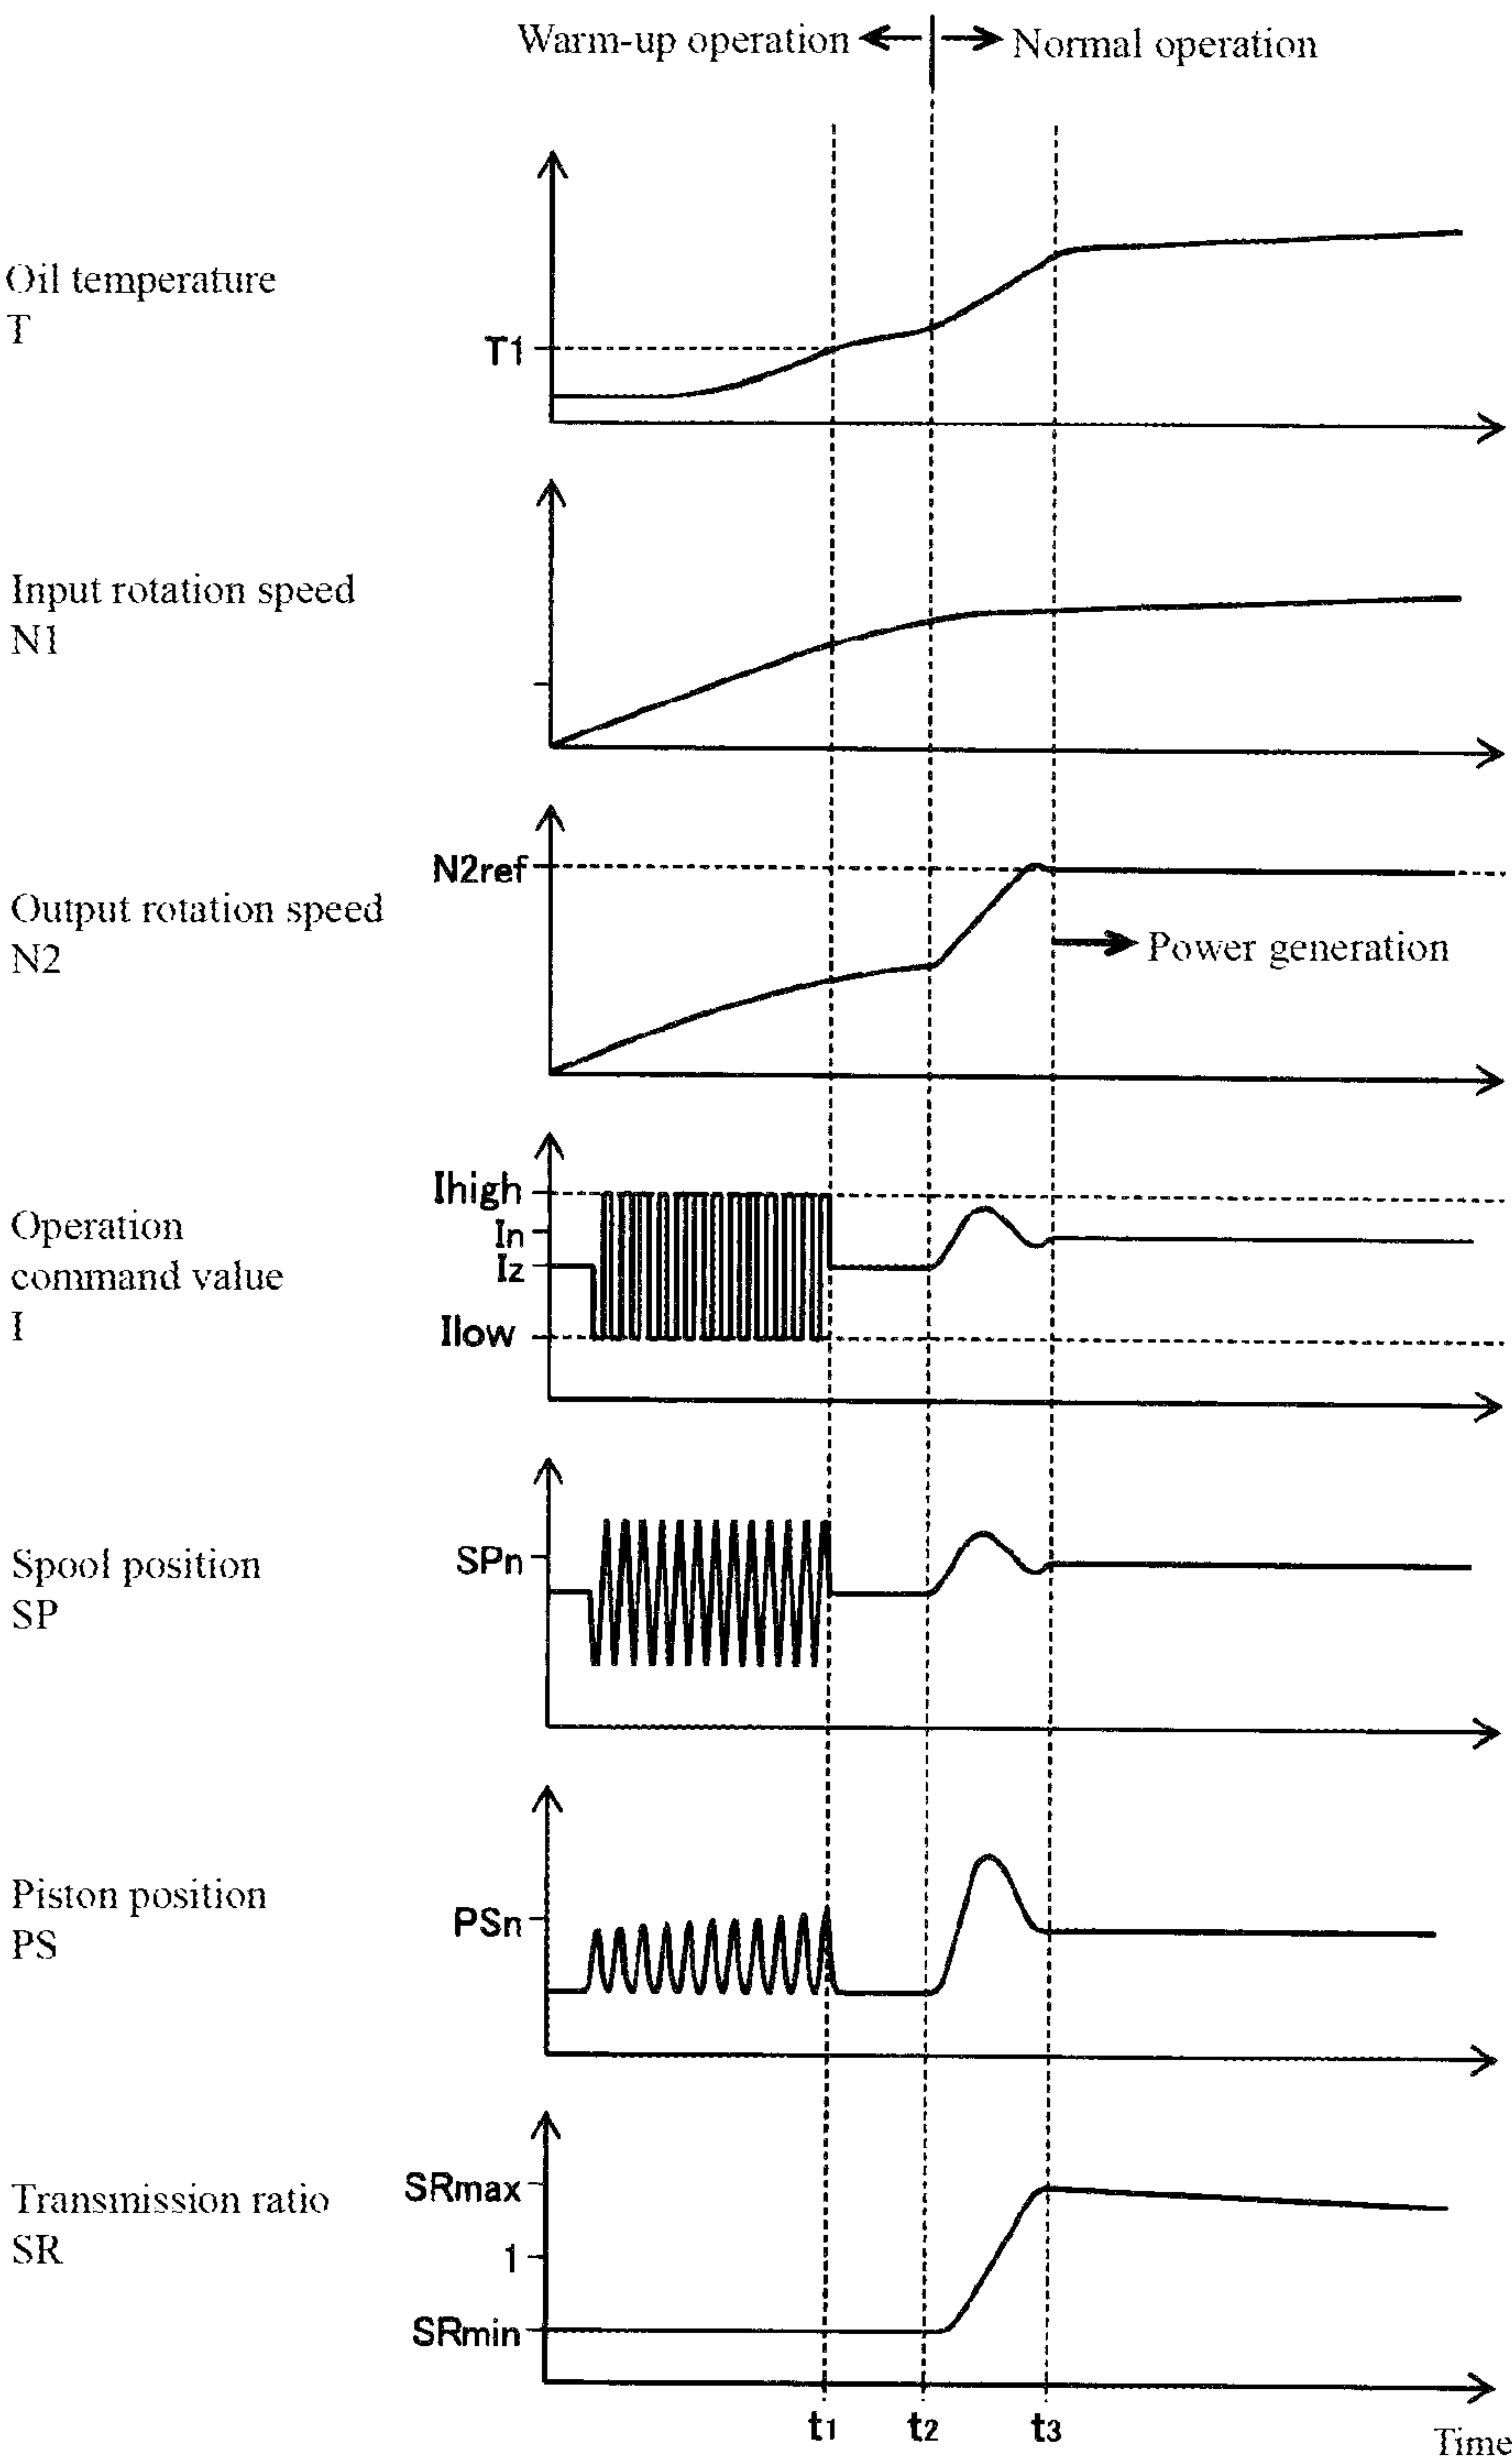 Warm-up operation
Normal operation
Oil temperature
T
T1
Input rotation speed
N1
N2ref
Output rotation speed
N2
Power generation
Ihigh
In
Iz
Ilow
Operation
command value
I
SPn
Spool position
SP
Piston position
PS
PSn
SRmax
Transmission ratio
SR
1
SRmin
t1
t2
t3
Time